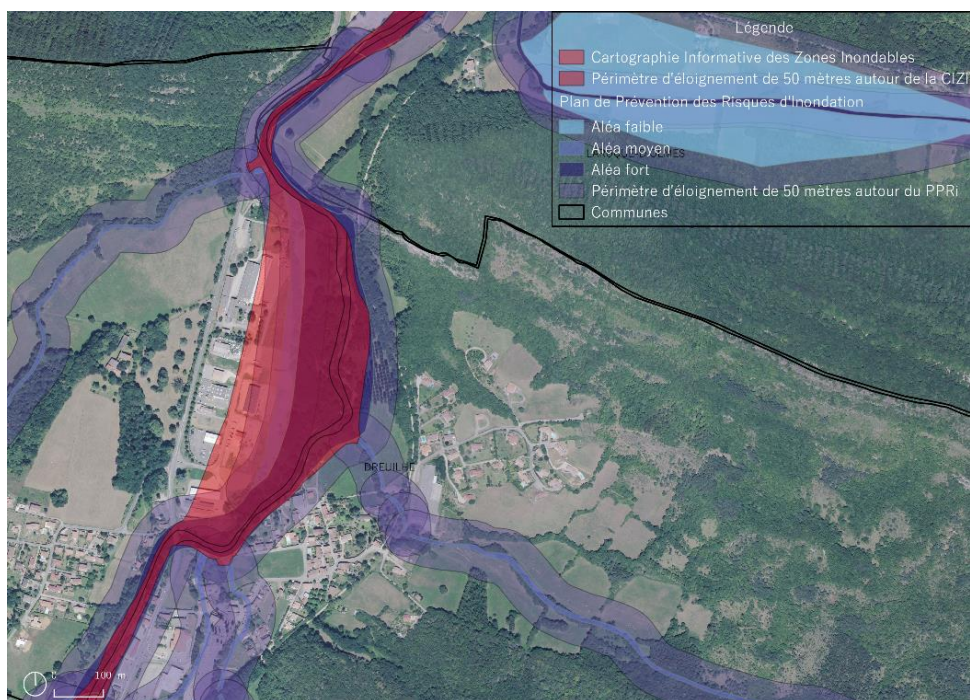 Légende
Cartographie Informative des Zones Inondables
Périmètre d'éloignement de 50 mètres autour de la CIZI
Plan de Prévention des Risques d'Inondation
Aléa faible
Aléa moyen
Aléa fort
Périmètre d'éloignement de 50 mètres autour du PPRi
Communes
DREUILHE
100 m